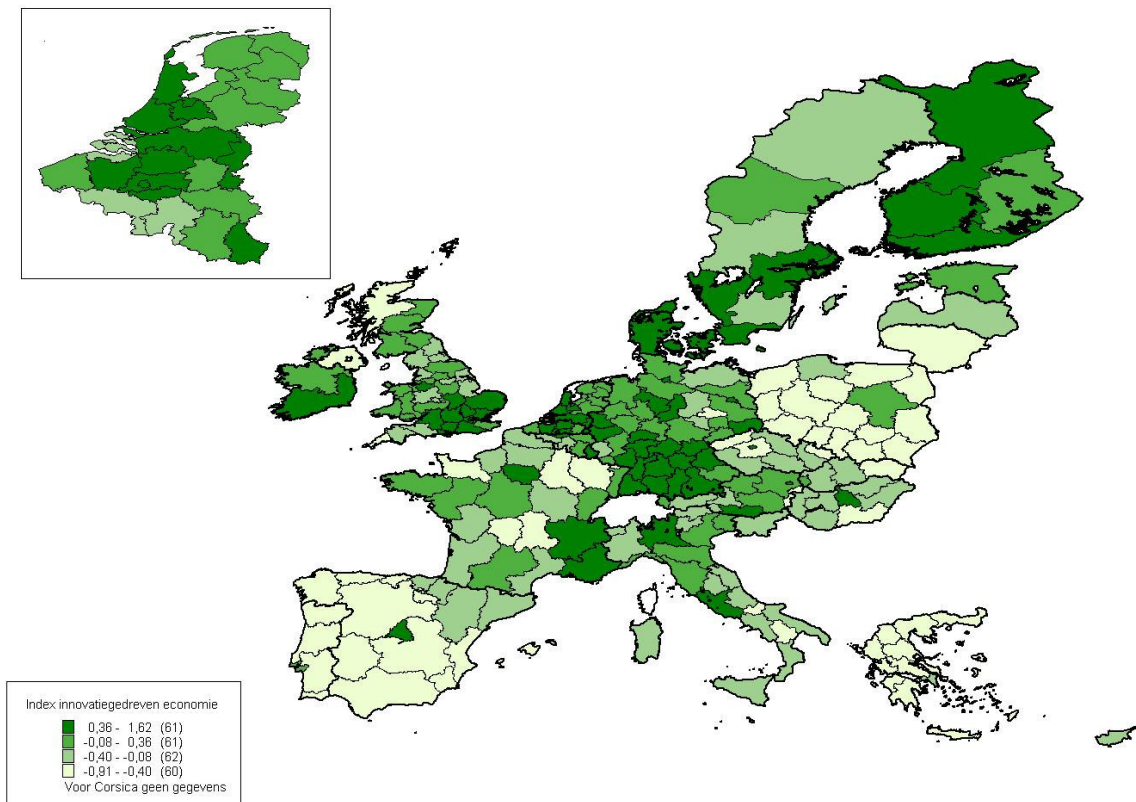 Index innovatiegedreven economie
0,36 - 1,62 (61)
-0,08 - 0,36 (61)
-0,40 - -0,08 (62)
-0,91 - -0,40 (60)
Voor Corsica geen gegevens